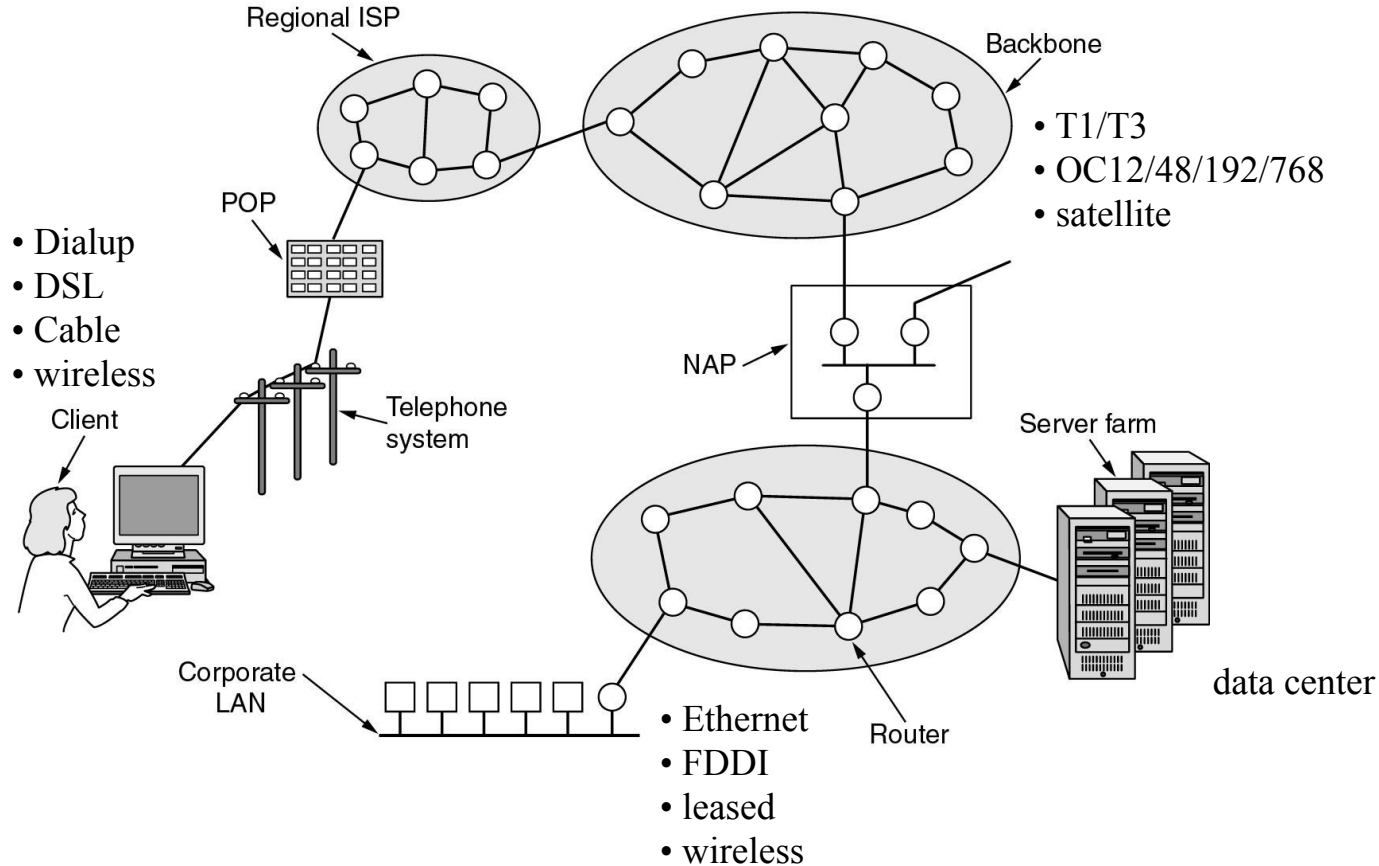 Regional ISP
Backbone
• T1/T3
• OC12/48/192/768
• satellite
POP
• Dialup
• DSL
• Cable
• wireless
NAP
Client
Telephone
system
Server farm
Corporate
LAN
data center
• Ethernet
• FDDI
• leased
• wireless
Router